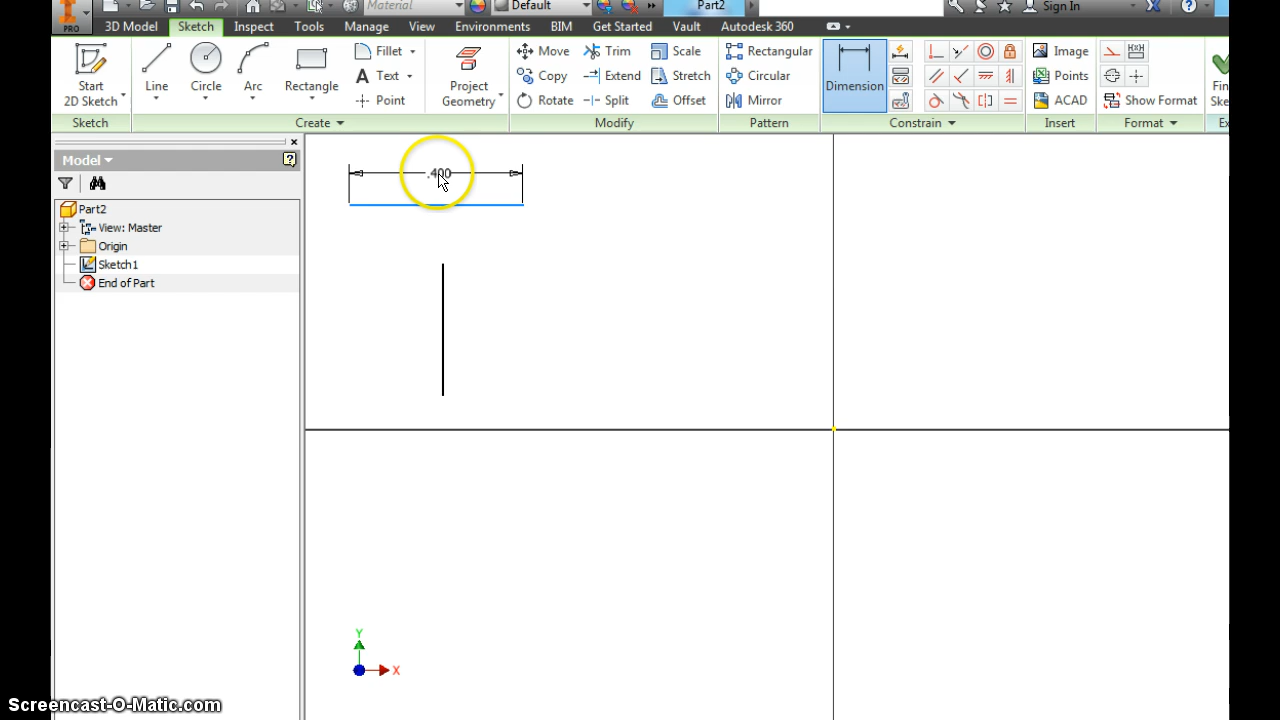 Material
Default
Part2
Sign In
PRO
3D Model
Sketch
Inspect
Tools
Manage
View
Environments
BIM
Get Started
Vault
Autodesk 360
Start
2D Sketch
Line
Circle
Arc
Rectangle
Fillet
Text
Point
Project
Geometry
Move
Copy
Rotate
Trim
Extend
Split
Scale
Stretch
Offset
Rectangular
Circular
Mirror
Dimension
Image
Points
ACAD
Show Format
Fin
Ske
Sketch
Create
Modify
Pattern
Constrain
Insert
Format
Ex
Model
Part2
View: Master
Origin
Sketch1
End of Part
.400
Y
X
Screencast-O-Matic.com